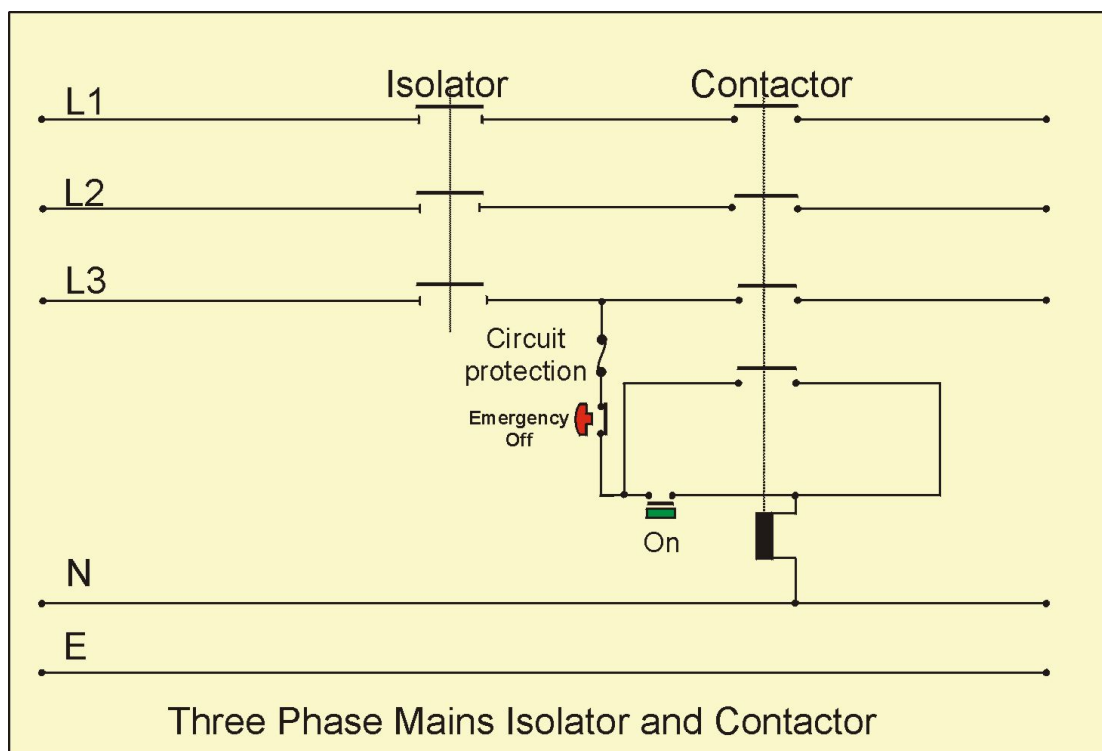 Isolator
Contactor
L1
L2
L3
Circuit
protection
Emergency
Off
On
N
E
Three Phase Mains Isolator and Contactor